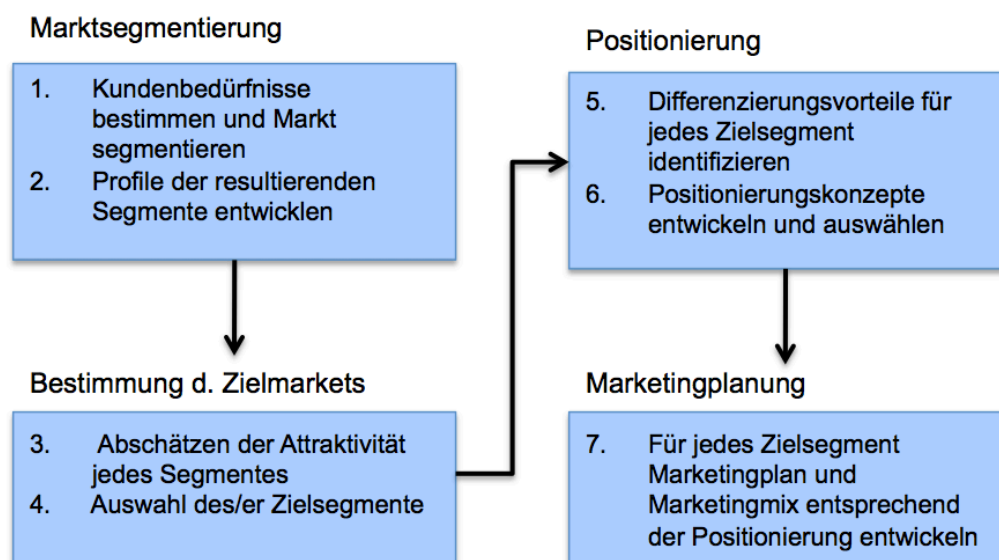 Marktsegmentierung
1. Kundenbedürfnisse
bestimmen und Markt
segmentieren
2. Profile der resultierenden
Segmente entwicklen
Bestimmung d. Zielmarkets
3. Abschätzen der Attraktivität
jedes Segmentes
4. Auswahl des/er Zielsegmente
Positionierung
5. Differenzierungsvorteile für
jedes Zielsegment
identifizieren
6. Positionierungskonzepte
entwickeln und auswählen
Marketingplanung
7. Für jedes Zielsegment
Marketingplan und
Marketingmix entsprechend
der Positionierung entwickeln